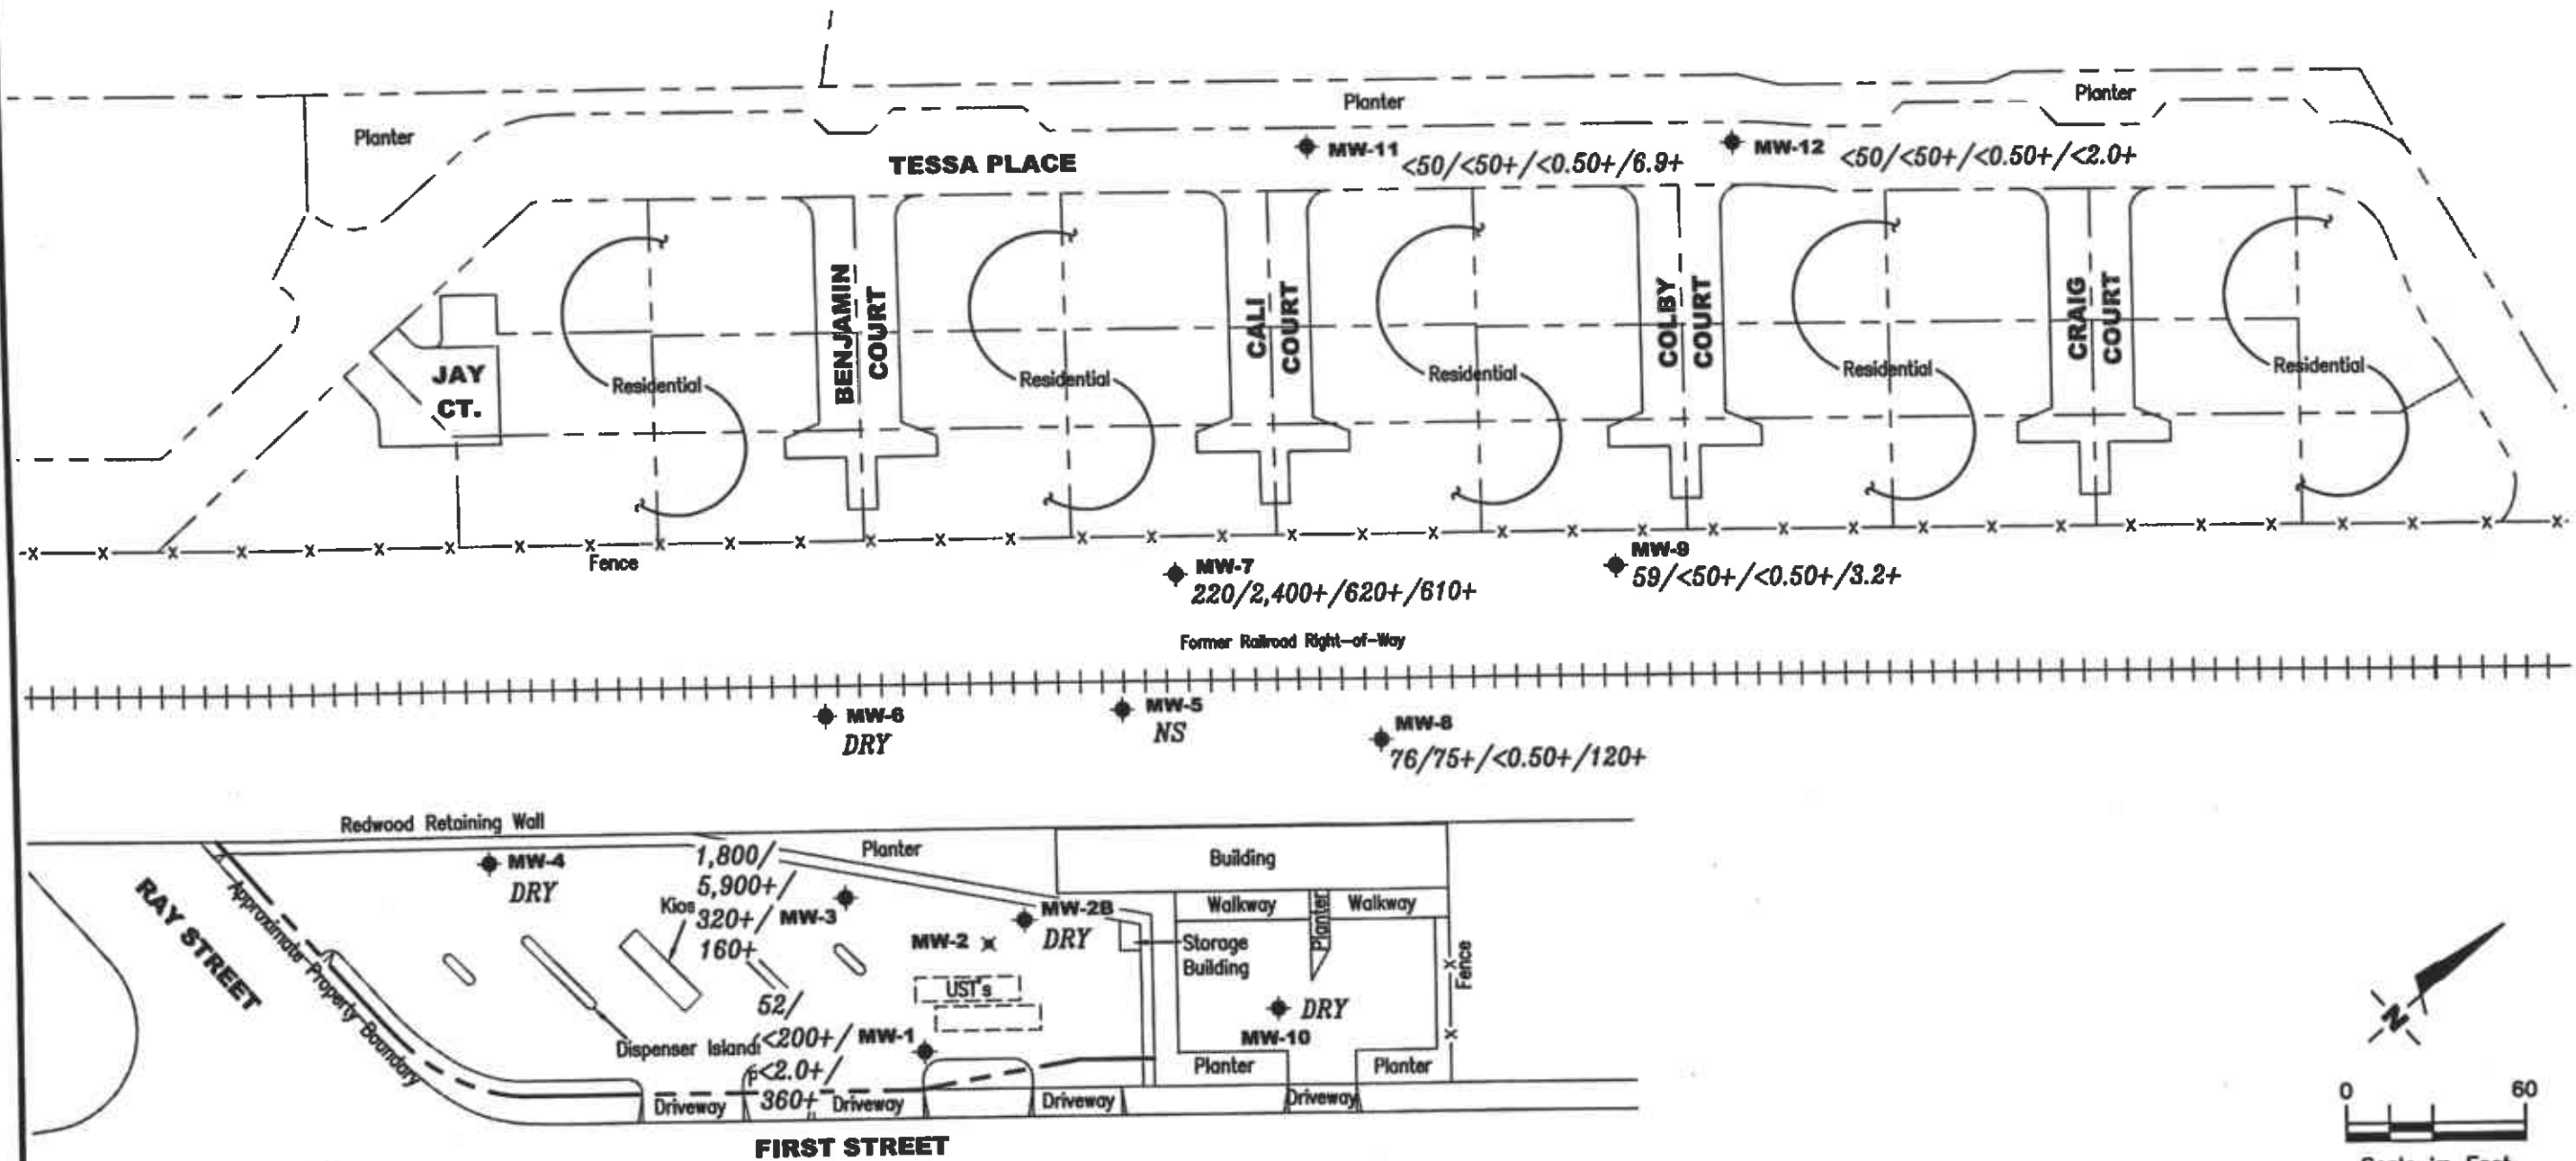 Planter
Planter
Planter
TESSA PLACE
MW-11
<50/<50+/<0.50+/6.9+
MW-12
<50/<50+/<0.50+/<2.0+
JAY
CT.
Residential
BENJAMIN
COURT
Residential
CALI
COURT
Residential
COLBY
COURT
Residential
CRAIG
COURT
Residential
Fence
MW-7
220/2,400+/620+/610+
MW-9
59/<50+/<0.50+/3.2+
Former Railroad Right-of-Way
MW-6
DRY
MW-5
NS
MW-8
76/75+/<0.50+/120+
Redwood Retaining Wall
RAY STREET
Approximate Property Boundary
MW-4
DRY
Kios
1,800/
5,900+/
320+/
160+
MW-3
Planter
MW-2
MW-2B
DRY
UST's
Dispenser Island
52/
<200+/
<2.0+/
360+
MW-1
Building
Walkway
Planter
Walkway
Storage
Building
DRY
MW-10
Planter
Planter
Fence
Driveway
Driveway
Driveway
Driveway
FIRST STREET
N
0
60